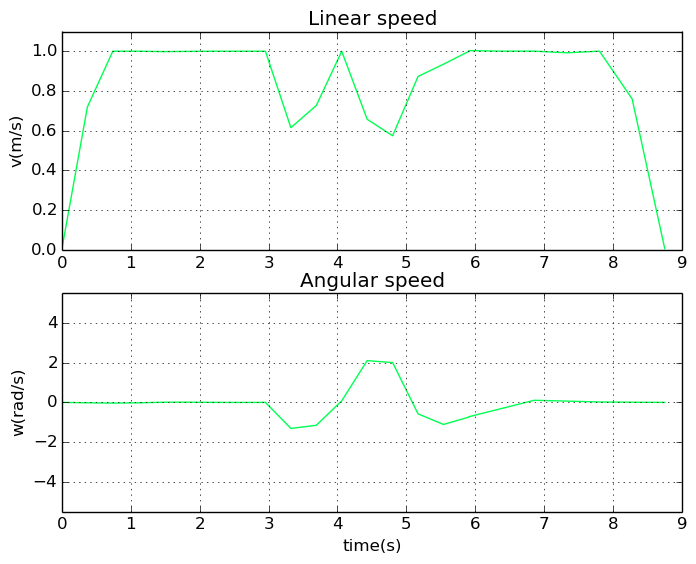 Linear speed
1.0
0.8
0.6
0.4
0.2
0.0
v(m/s)
0 1 2 3 4 5 6 7 8 9
Angular speed
4
2
0
−2
−4
w(rad/s)
0 1 2 3 4 5 6 7 8 9
time(s)